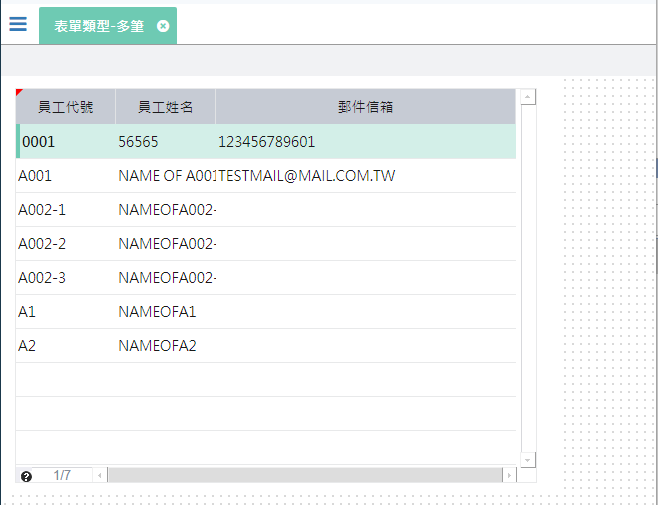 表單類型-多筆
員工代號 員工姓名 郵件信箱
0001 56565 123456789601
A001 NAME OF A001 TESTMAIL@MAIL.COM.TW
A002-1 NAMEOFA002-
A002-2 NAMEOFA002-
A002-3 NAMEOFA002-
A1 NAMEOFA1
A2 NAMEOFA2
1/7